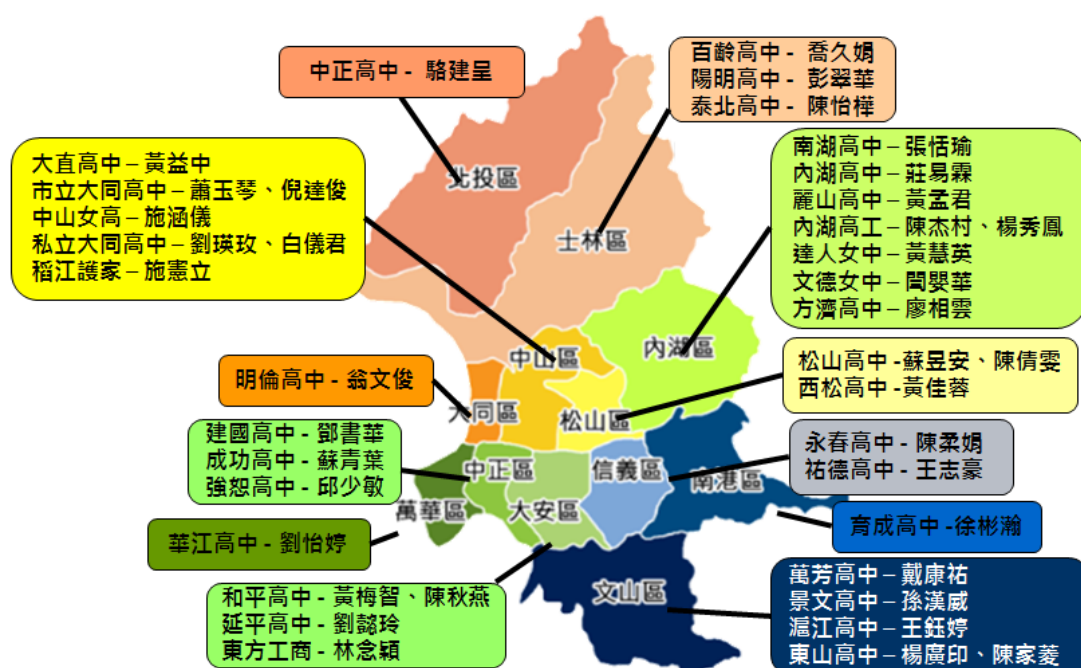 中正高中 - 駱建呈
百齡高中 - 喬久娟
陽明高中 - 彭翠華
泰北高中 - 陳怡樺
大直高中 – 黃益中
市立大同高中 – 蕭玉琴、倪達俊
中山女高 – 施涵儀
私立大同高中 – 劉瑛玫、白儀君
稻江護家 – 施憲立
南湖高中 – 張恬瑜
內湖高中 – 莊易霖
麗山高中 – 黃孟君
內湖高工 – 陳杰村、楊秀鳳
達人女中 – 黃慧英
文德女中 – 閻嬰華
方濟高中 – 廖相雲
北投區
士林區
中山區
內湖區
明倫高中 - 翁文俊
大同區
松山區
松山高中 -蘇昱安、陳倩雯
西松高中 -黃佳蓉
建國高中 - 鄧書華
成功高中 - 蘇青葉
強恕高中 - 邱少敏
中正區
信義區
南港區
永春高中 - 陳柔娟
祐德高中 - 王志豪
萬華區
大安區
華江高中 - 劉怡婷
育成高中 -徐彬瀚
和平高中 - 黃梅智、陳秋燕
延平高中 - 劉懿玲
東方工商 - 林念穎
文山區
萬芳高中 – 戴康祐
景文高中 – 孫漢威
滬江高中 – 王鈺婷
東山高中 – 楊廣印、陳家菱